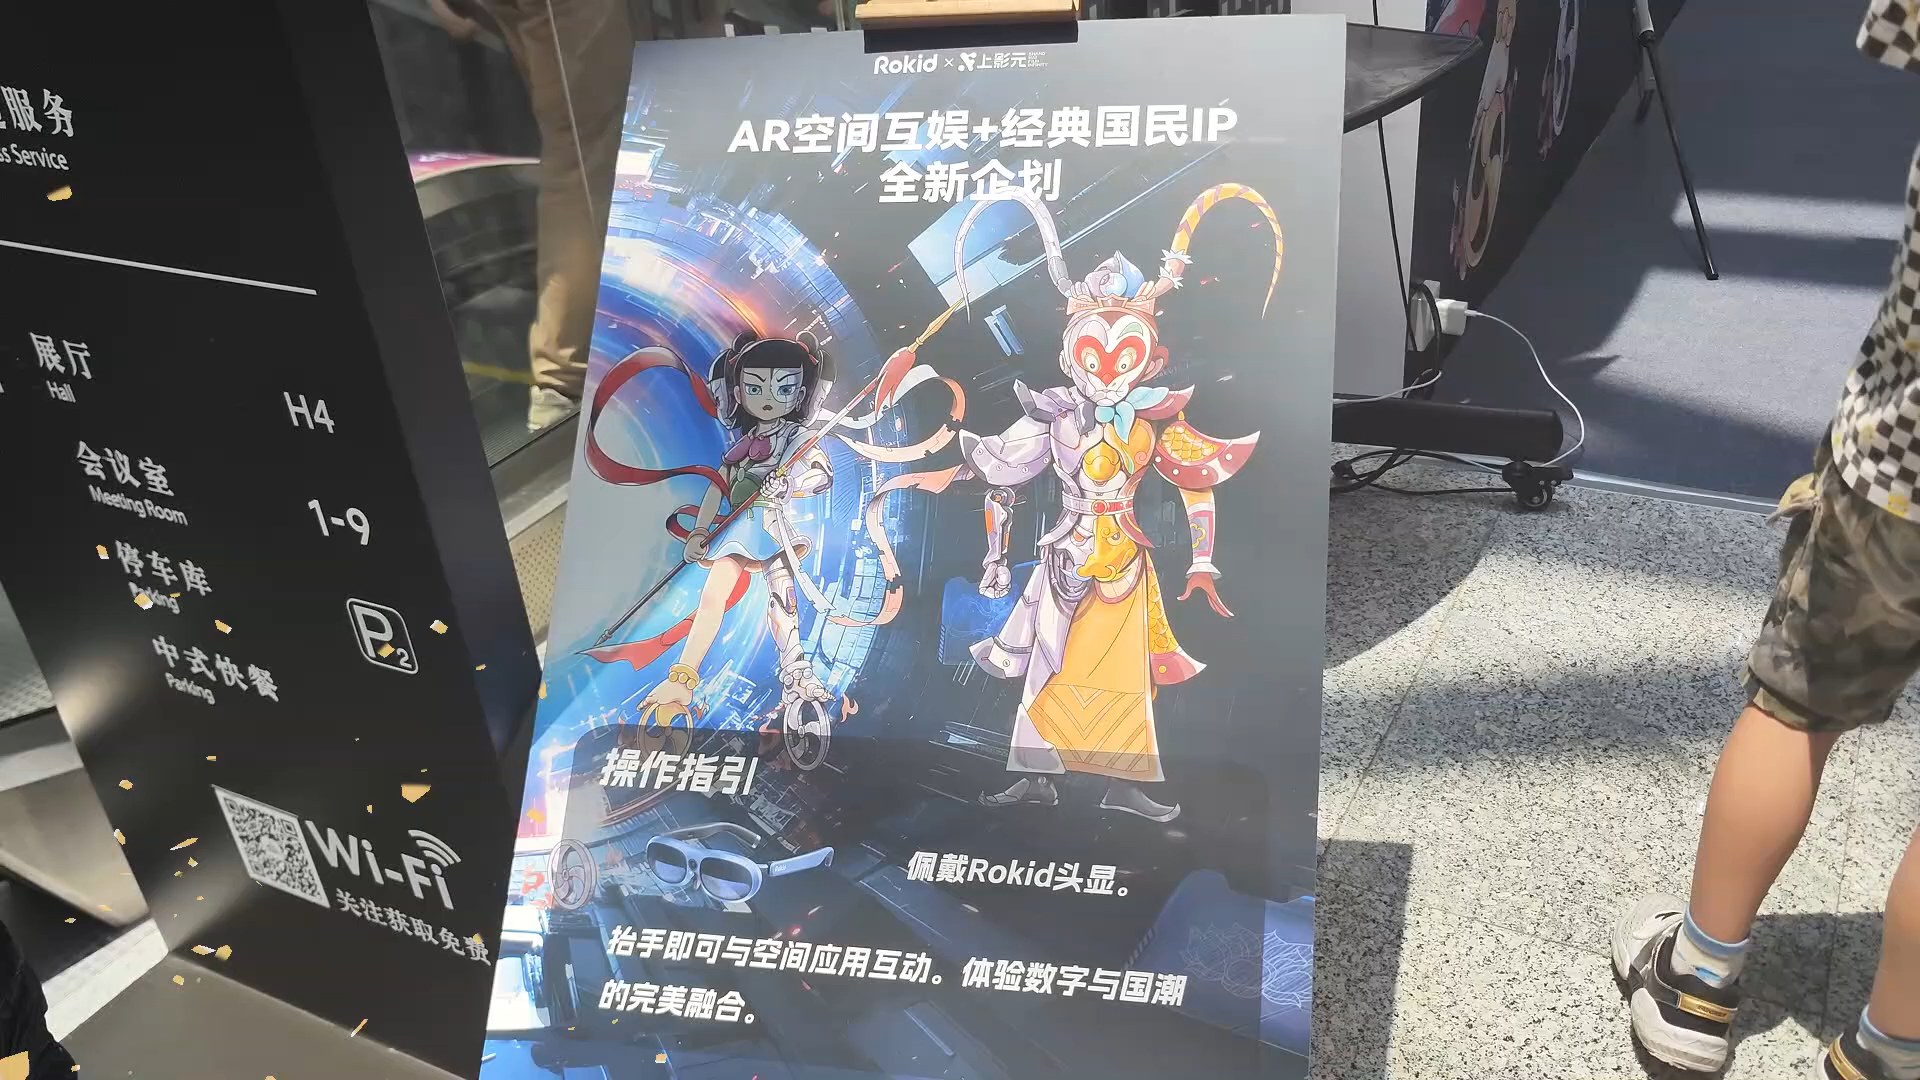 服务
ss Service
展厅
Hall
H4
会议室
Meeting Room
1-9
停车库
Parking
P2
中式快餐
Parking
Wi-Fi
关注获取免费
Rokid × 上影元
AR空间互娱+经典国民IP
全新企划
操作指引
佩戴Rokid头显。
抬手即可与空间应用互动。体验数字与国潮
的完美融合。